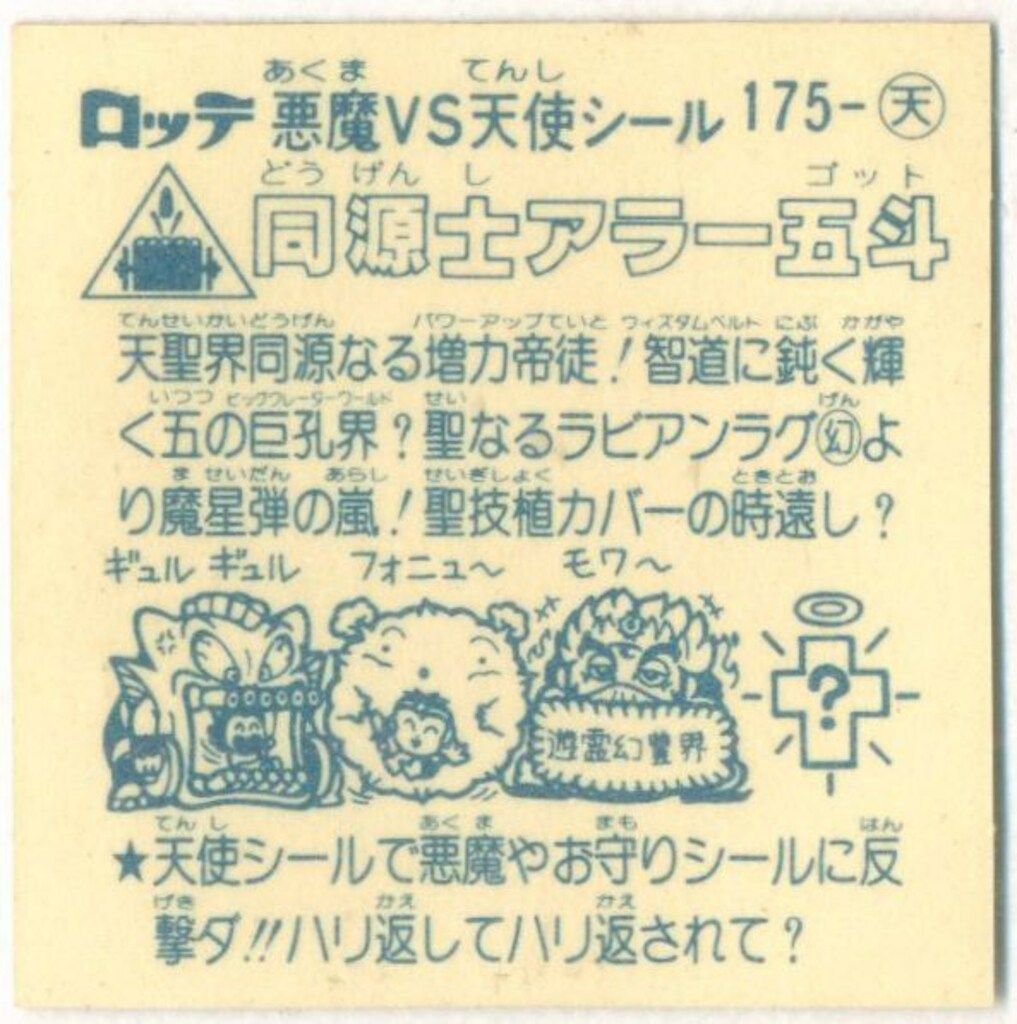 ロッテ 悪魔VS天使シール 175-天
あくま てんし
どうげんし ゴット
同源士アラー五斗
てんせいかいどうげん パワーアップていと ウィズダムベルト にぶ かがや
天聖界同源なる増力帝徒!智道に鈍く輝
いつつ ビッククレーターワールド せい げん
く五の巨孔界?聖なるラビアンラグ幻よ
ま せいだん あらし せいぎしょく ときとお
り魔星弾の嵐!聖技植カバーの時遠し?
ギュル ギュル フォニュ〜 モワ〜
遊霊幻豊界
?
てんし あくま まも はん
★天使シールで悪魔やお守りシールに反
げき かえ かえ
撃ダ!!ハリ返してハリ返されて?